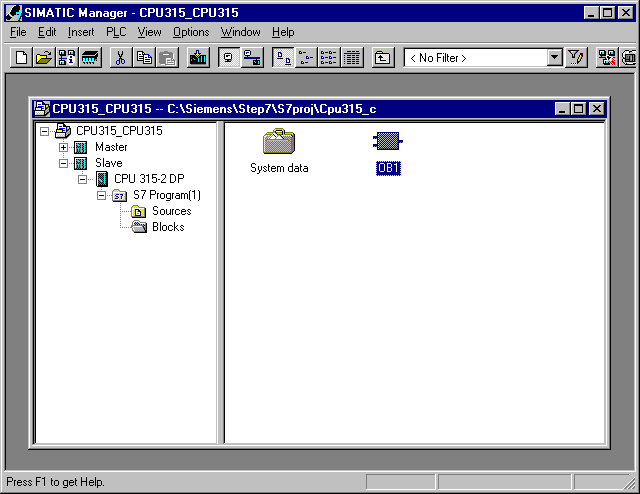 SIMATIC Manager - CPU315_CPU315
File Edit Insert PLC View Options Window Help
< No Filter >
CPU315_CPU315 -- C:\Siemens\Step7\S7proj\Cpu315_c
CPU315_CPU315
Master
Slave
CPU 315-2 DP
S7 Program(1)
Sources
Blocks
System data
OB1
Press F1 to get Help.